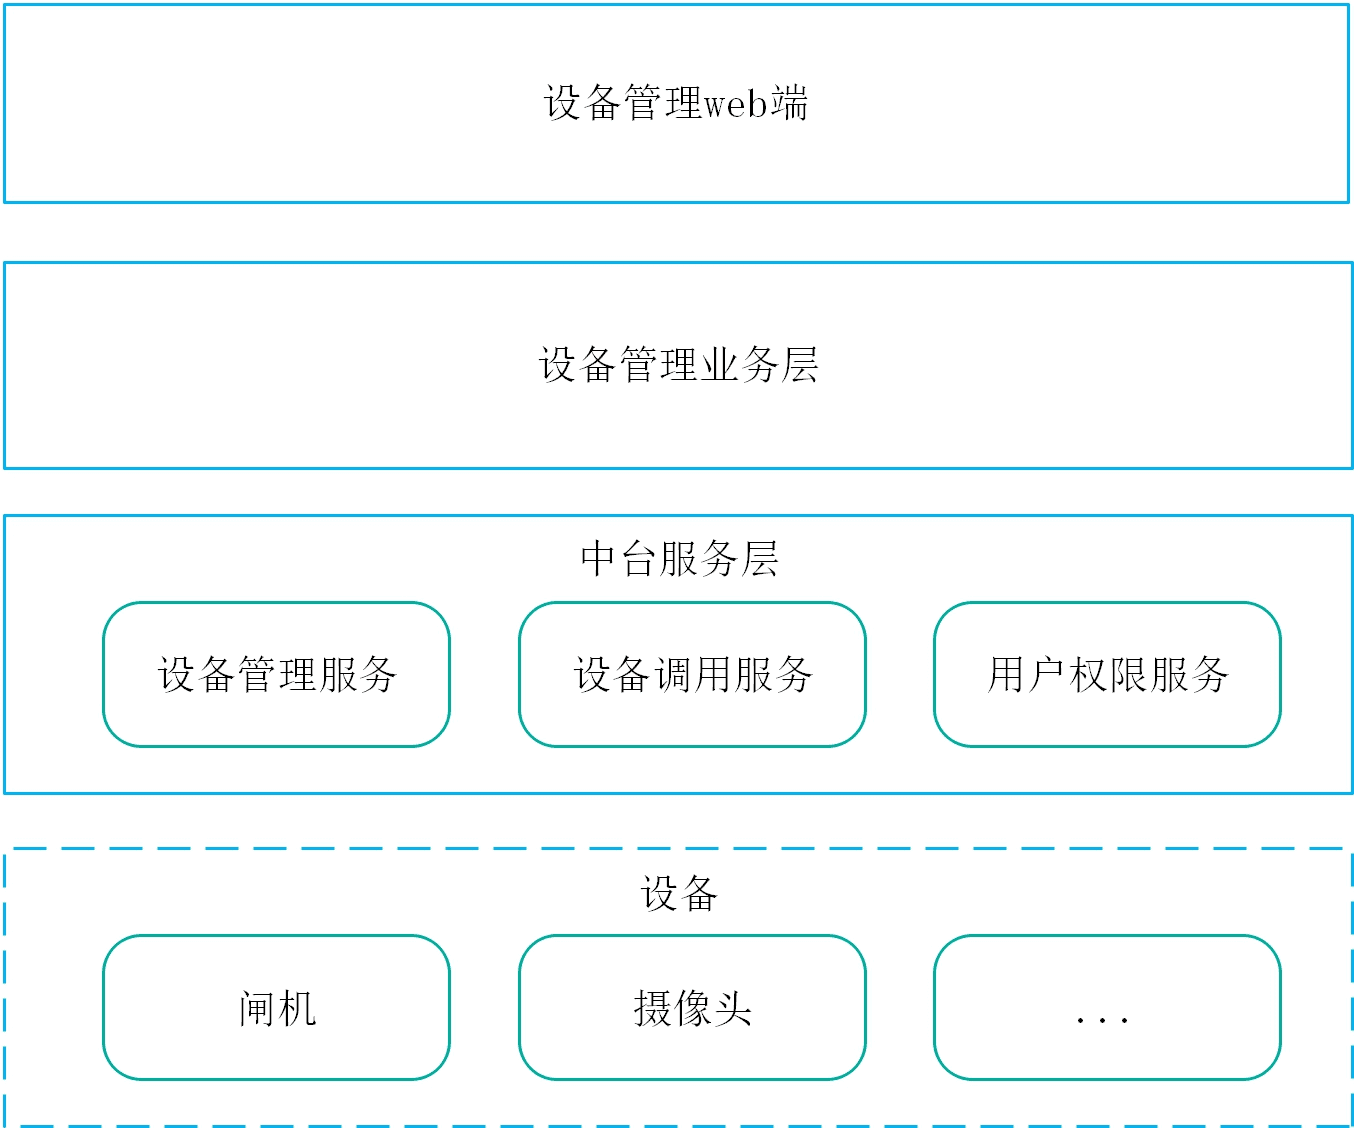 设备管理web端
设备管理业务层
中台服务层
设备管理服务
设备调用服务
用户权限服务
设备
闸机
摄像头
...